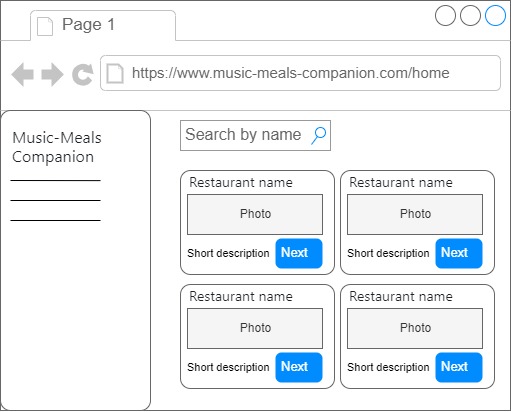 Page 1
https://www.music-meals-companion.com/home
Music-Meals
Companion
Search by name
Restaurant name
Photo
Short description Next
Restaurant name
Photo
Short description Next
Restaurant name
Photo
Short description Next
Restaurant name
Photo
Short description Next